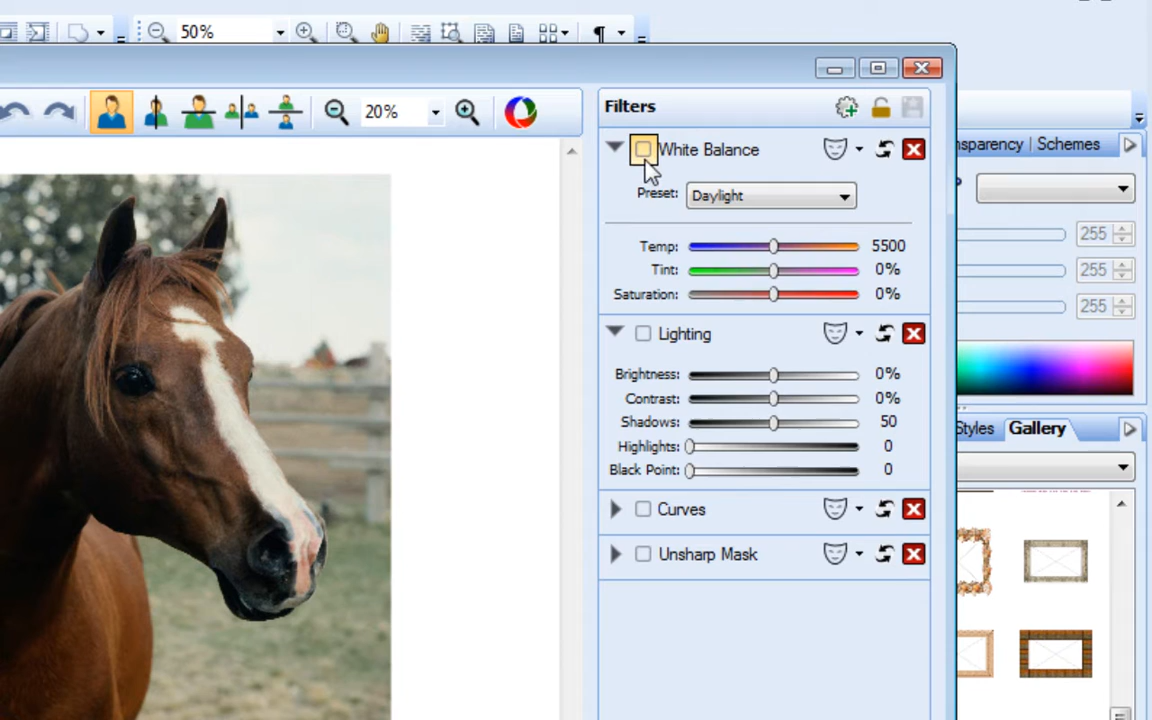 50%
20%
Filters
White Balance
nsparency | Schemes
Preset: Daylight
Temp: 5500
255
Tint: 0%
255
Saturation: 0%
255
Lighting
Brightness: 0%
Contrast: 0%
Shadows: 50
Styles Gallery
Highlights: 0
Black Point: 0
Curves
Unsharp Mask